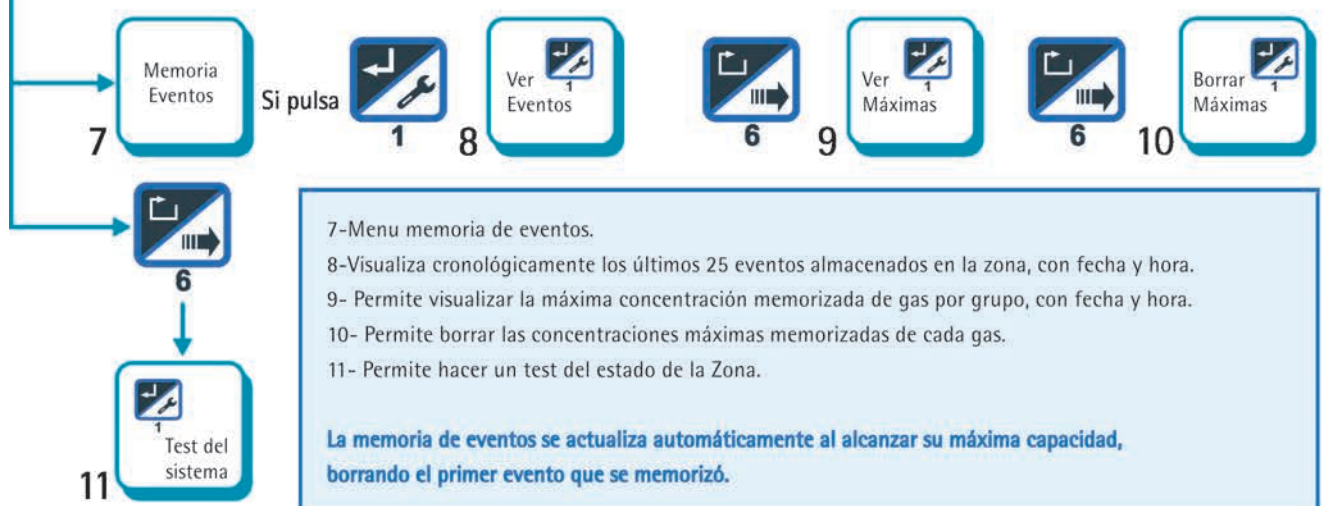 Memoria
Eventos
7
Si pulsa
1
Ver
Eventos
1
8
6
Ver
Máximas
1
9
6
Borrar
Máximas
1
10
6
1
Test del
sistema
11
7-Menu memoria de eventos.
8-Visualiza cronológicamente los últimos 25 eventos almacenados en la zona, con fecha y hora.
9- Permite visualizar la máxima concentración memorizada de gas por grupo, con fecha y hora.
10- Permite borrar las concentraciones máximas memorizadas de cada gas.
11- Permite hacer un test del estado de la Zona.
La memoria de eventos se actualiza automáticamente al alcanzar su máxima capacidad,
borrando el primer evento que se memorizó.